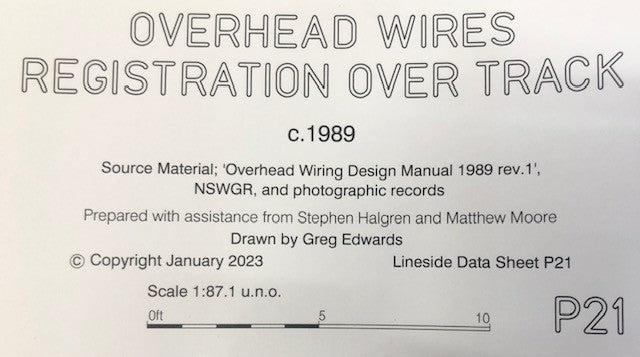 OVERHEAD WIRES
REGISTRATION OVER TRACK
c.1989
Source Material; 'Overhead Wiring Design Manual 1989 rev.1',
NSWGR, and photographic records
Prepared with assistance from Stephen Halgren and Matthew Moore
Drawn by Greg Edwards
© Copyright January 2023 Lineside Data Sheet P21
Scale 1:87.1 u.n.o.
0ft 5 10
P21